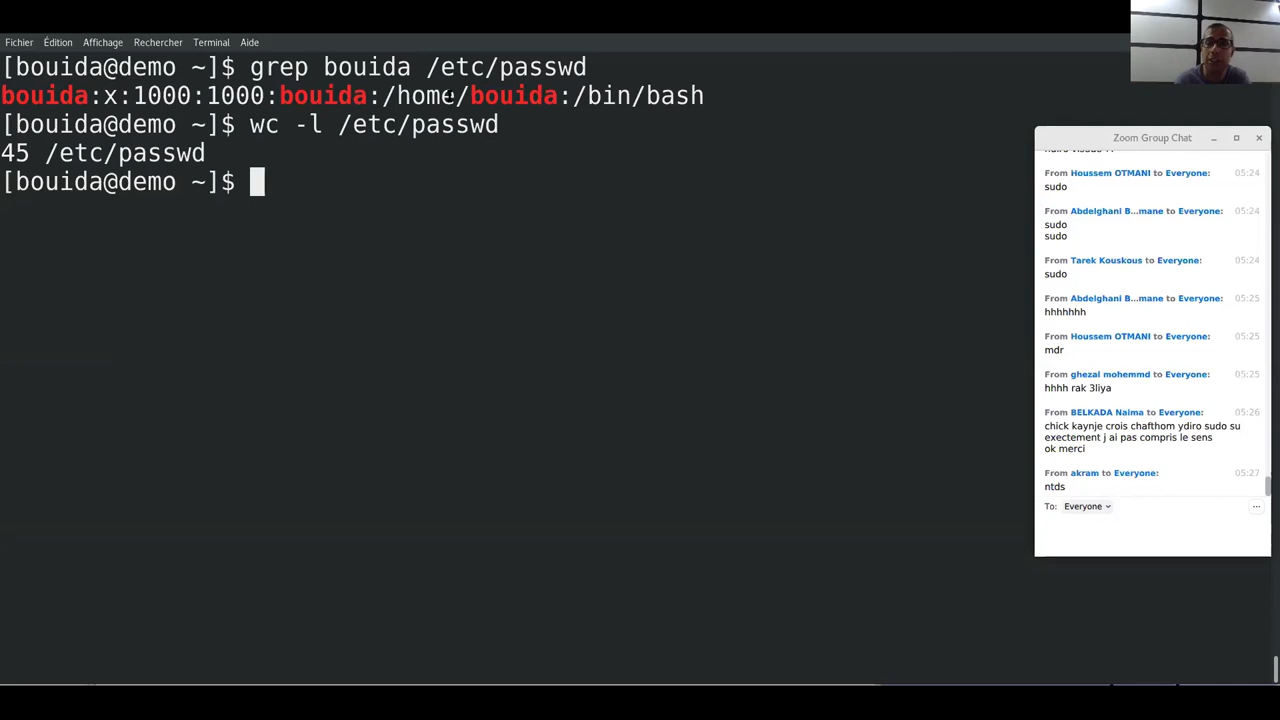 Fichier Édition Affichage Rechercher Terminal Aide
[bouida@demo ~]$ grep bouida /etc/passwd
bouida:x:1000:1000:bouida:/home/bouida:/bin/bash
[bouida@demo ~]$ wc -l /etc/passwd
45 /etc/passwd
[bouida@demo ~]$
Zoom Group Chat
From Houssem OTMANI to Everyone: 05:24
sudo
From Abdelghani B...mane to Everyone: 05:24
sudo
sudo
From Tarek Kouskous to Everyone: 05:24
sudo
From Abdelghani B...mane to Everyone: 05:25
hhhhhhh
From Houssem OTMANI to Everyone: 05:25
mdr
From ghezal mohemmd to Everyone: 05:25
hhhh rak 3liya
From BELKADA Naima to Everyone: 05:26
chick kaynje crois chafthom ydiro sudo su
exectement j ai pas compris le sens
ok merci
From akram to Everyone: 05:27
ntds
To: Everyone